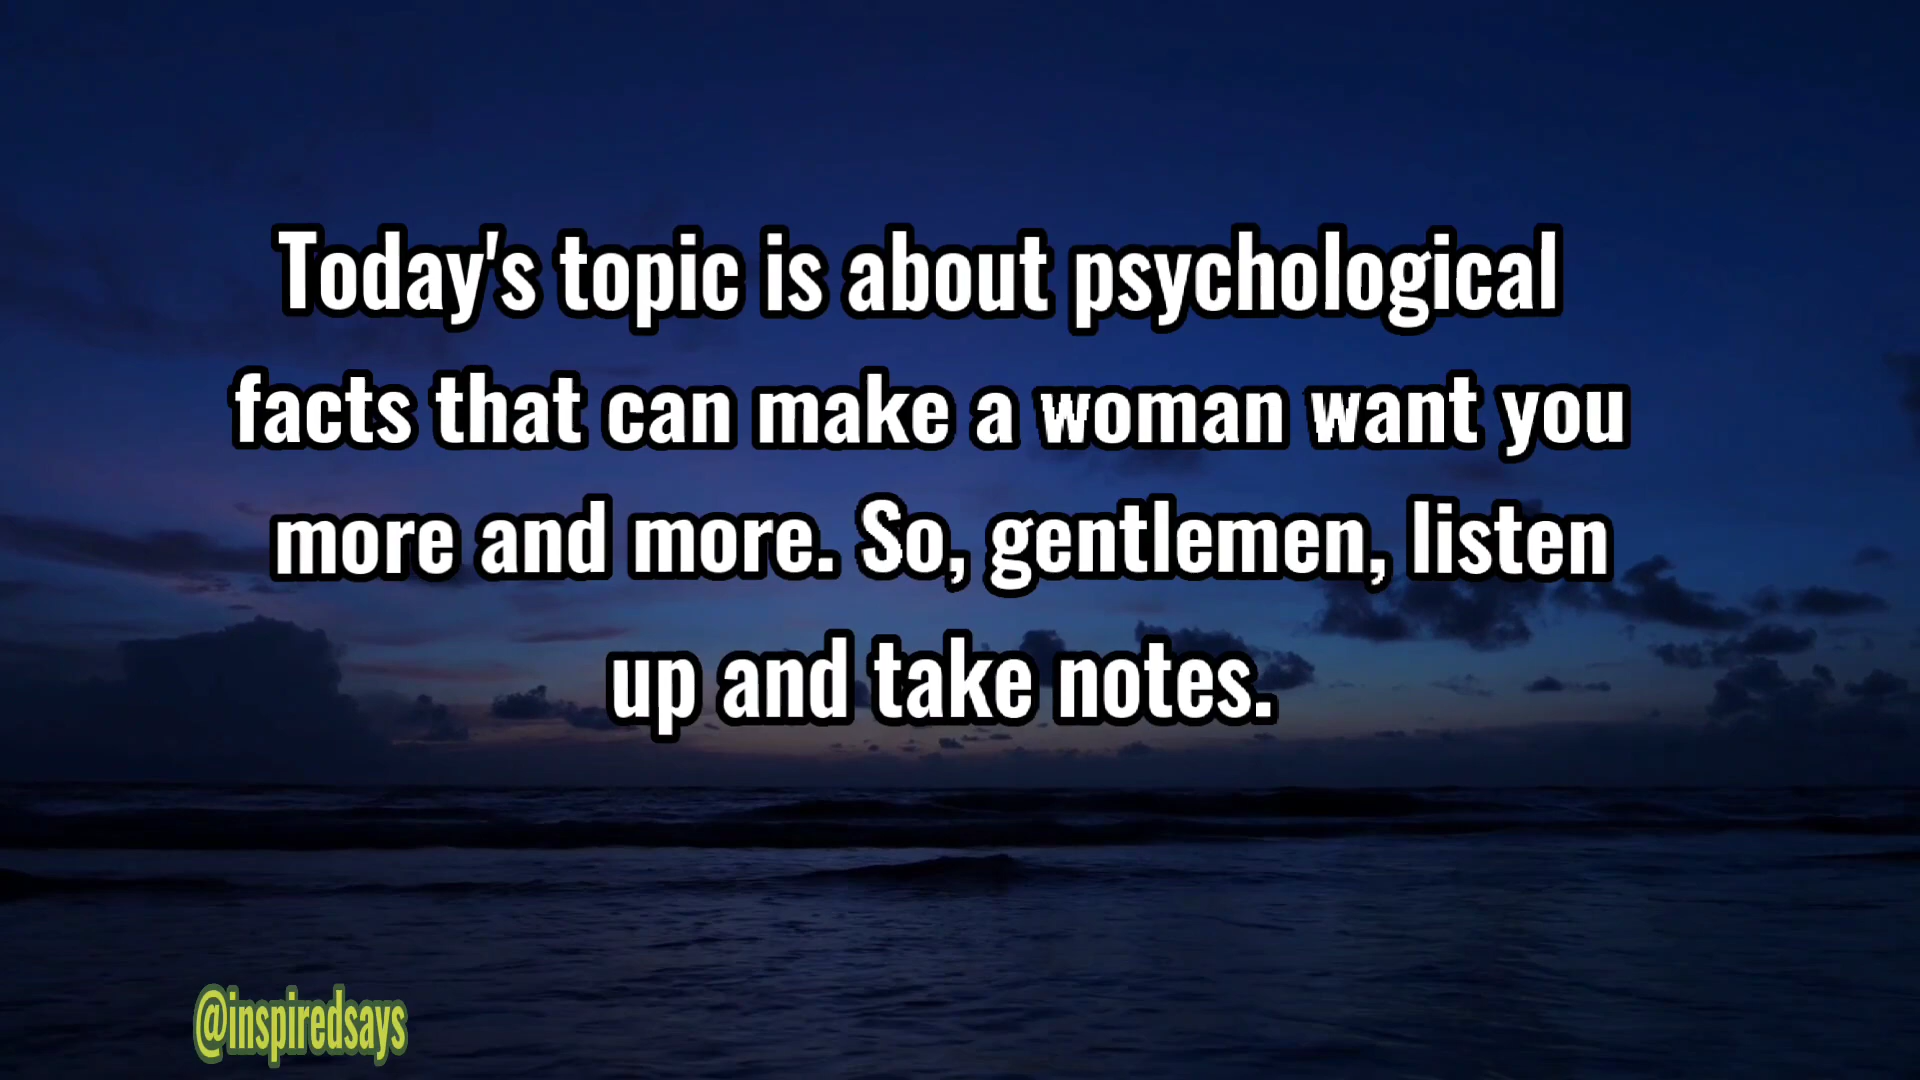 Today's topic is about psychological
facts that can make a woman want you
more and more. So, gentlemen, listen
up and take notes.
@inspiredsays